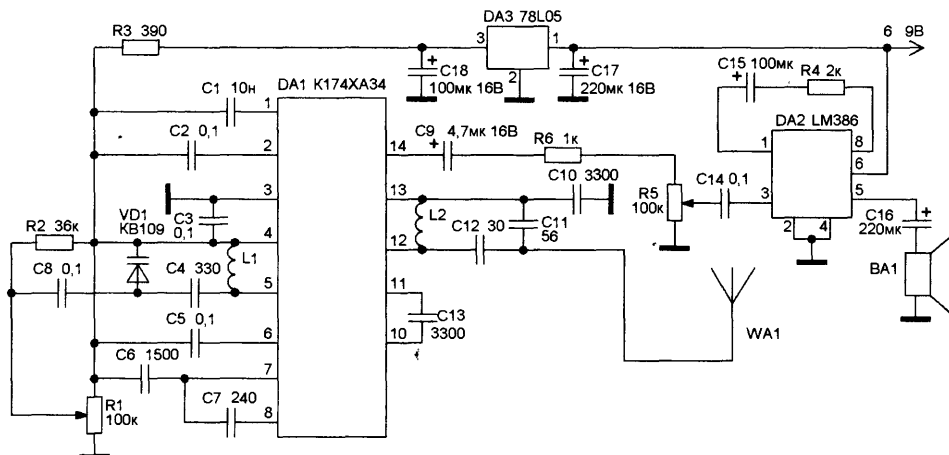 R3 390
DA3 78L05
3
1
2
6 9В
+
C18
100мк 16В
+
C17
220мк 16В
C15 100мк
+
R4 2к
DA1 К174ХА34
C1 10н
1
C2 0,1
2
3
VD1
КВ109
C3
0,1
R2 36к
4
C8 0,1
C4 330
L1
5
C5 0,1
6
C6 1500
7
C7 240
8
R1
100к
14
C9 4,7мк 16В
+
R6 1к
13
C10 3300
L2
12
C12 30
C11
56
11
C13
3300
10
R5
100к
C14 0,1
DA2 LM386
1
8
6
3
5
2
4
C16
220мк
+
BA1
WA1